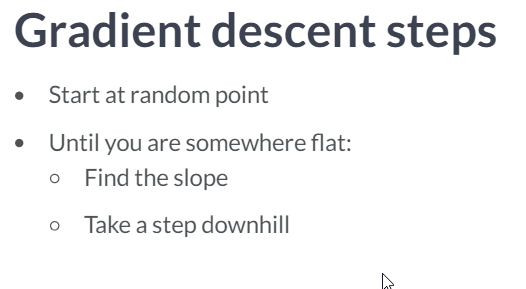 Gradient descent steps
• Start at random point
• Until you are somewhere flat:
○ Find the slope
○ Take a step downhill